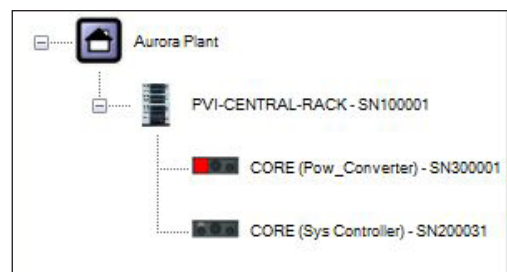 Aurora Plant
PVI-CENTRAL-RACK - SN100001
CORE (Pow_Converter) - SN300001
CORE (Sys Controller) - SN200031